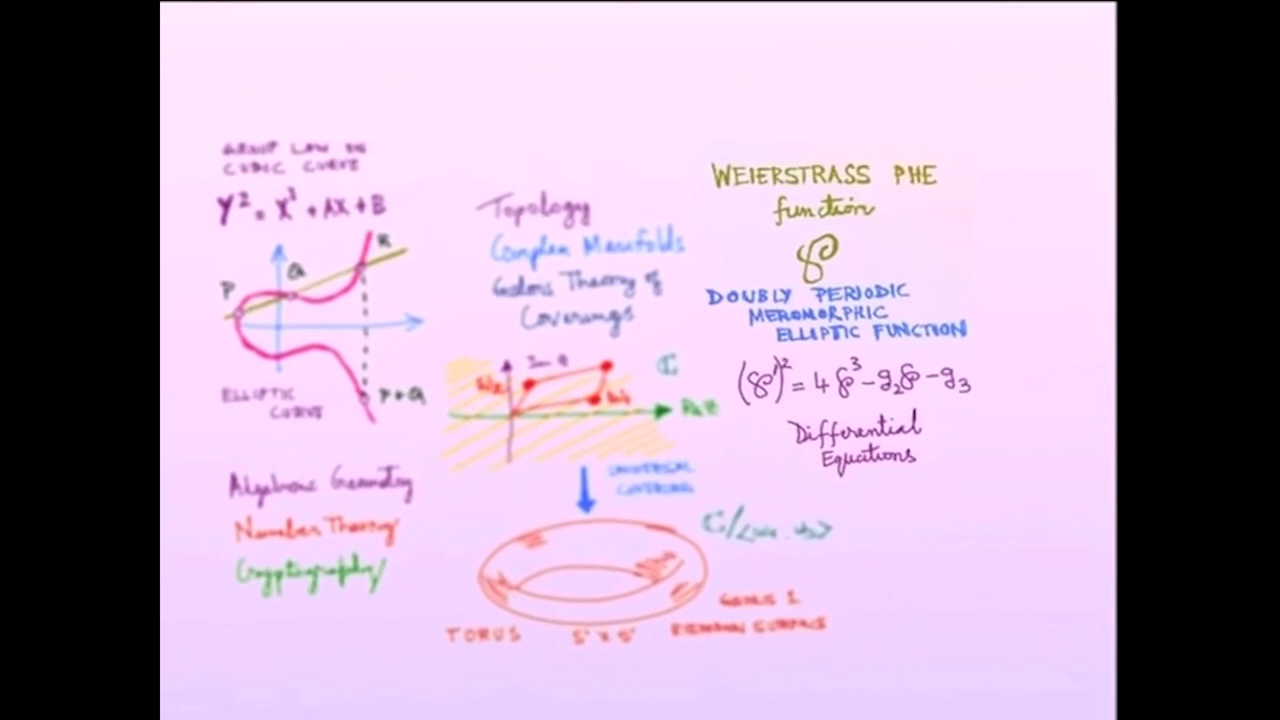 GROUP LAW ON
CUBIC CURVE
Y² = X³ + AX + B
R
Q
P
P+Q
ELLIPTIC
CURVE
Algebraic Geometry
Number Theory
Cryptography
Topology
Complex Manifolds
Galois Theory of
Coverings
ℂ
UNIVERSAL
COVERING
TORUS
S¹ x S¹
GENUS 1
RIEMANN SURFACE
WEIERSTRASS PHE
function
℘
DOUBLY PERIODIC
MEROMORPHIC
ELLIPTIC FUNCTION
(℘')² = 4℘³ - g₂℘ - g₃
Differential
Equations